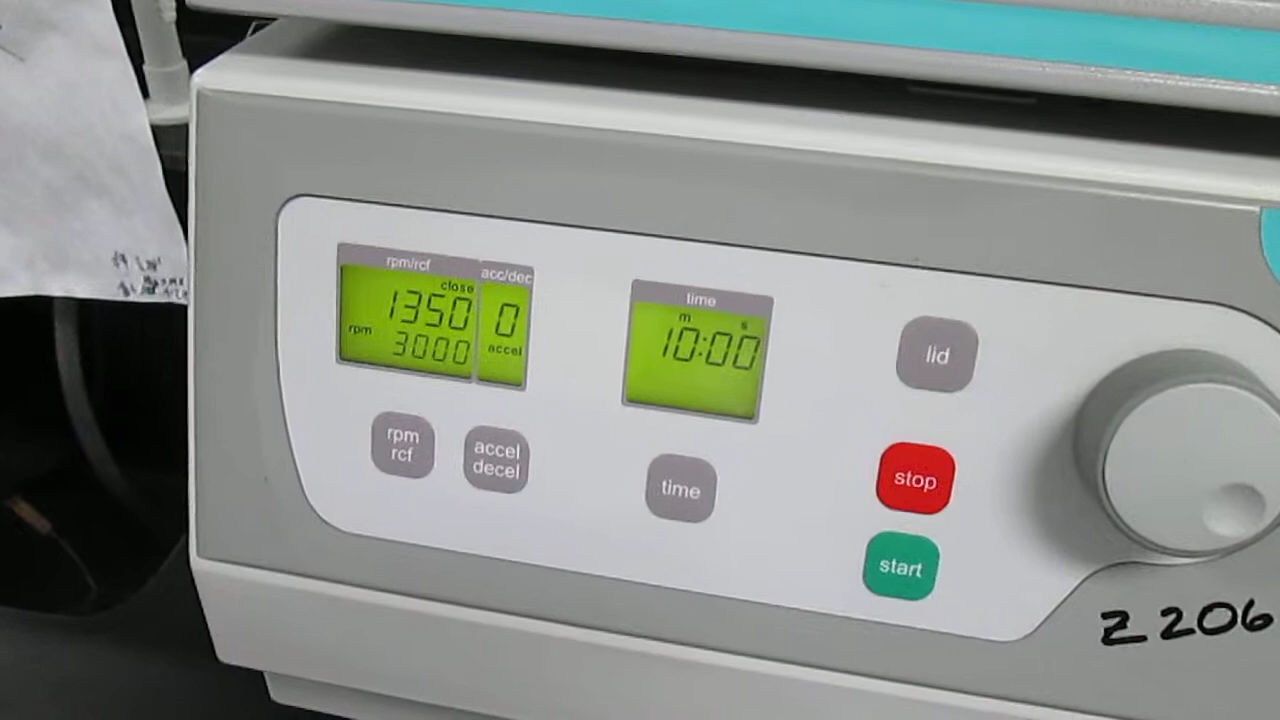 rpm/rcf
acc/dec
close
1350
0
rpm
3000
accel
time
m
s
10:00
rpm
rcf
accel
decel
time
lid
stop
start
Z 206